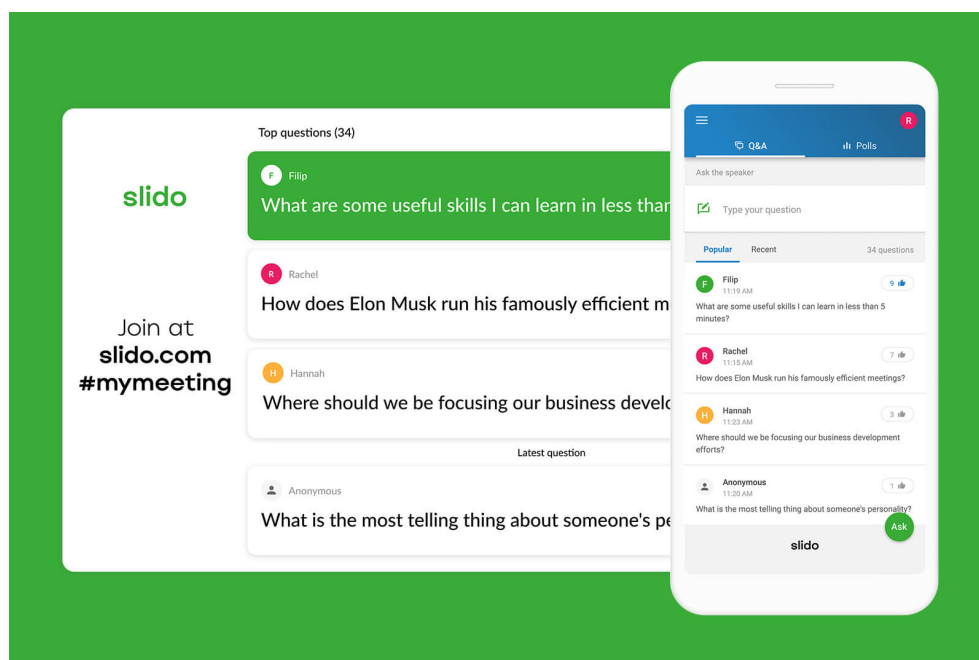 slido
Join at
slido.com
#mymeeting
Top questions (34)
F Filip
What are some useful skills I can learn in less than
R Rachel
How does Elon Musk run his famously efficient m
H Hannah
Where should we be focusing our business develo
Latest question
Anonymous
What is the most telling thing about someone's pe
R
Q&A Polls
Ask the speaker
Type your question
Popular Recent 34 questions
F Filip 9
11:19 AM
What are some useful skills I can learn in less than 5
minutes?
R Rachel 7
11:15 AM
How does Elon Musk run his famously efficient meetings?
H Hannah 3
11:23 AM
Where should we be focusing our business development
efforts?
Anonymous 1
11:20 AM
What is the most telling thing about someone's personality?
Ask
slido